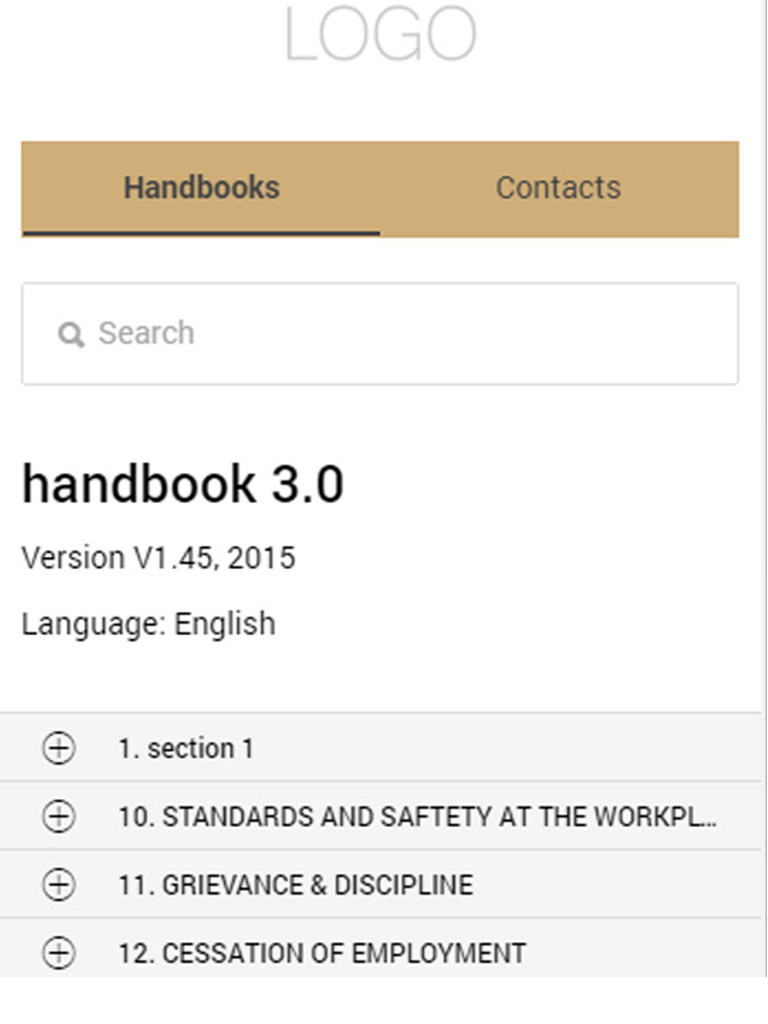 LOGO
Handbooks Contacts
Search
handbook 3.0
Version V1.45, 2015
Language: English
1. section 1
10. STANDARDS AND SAFTETY AT THE WORKPL...
11. GRIEVANCE & DISCIPLINE
12. CESSATION OF EMPLOYMENT